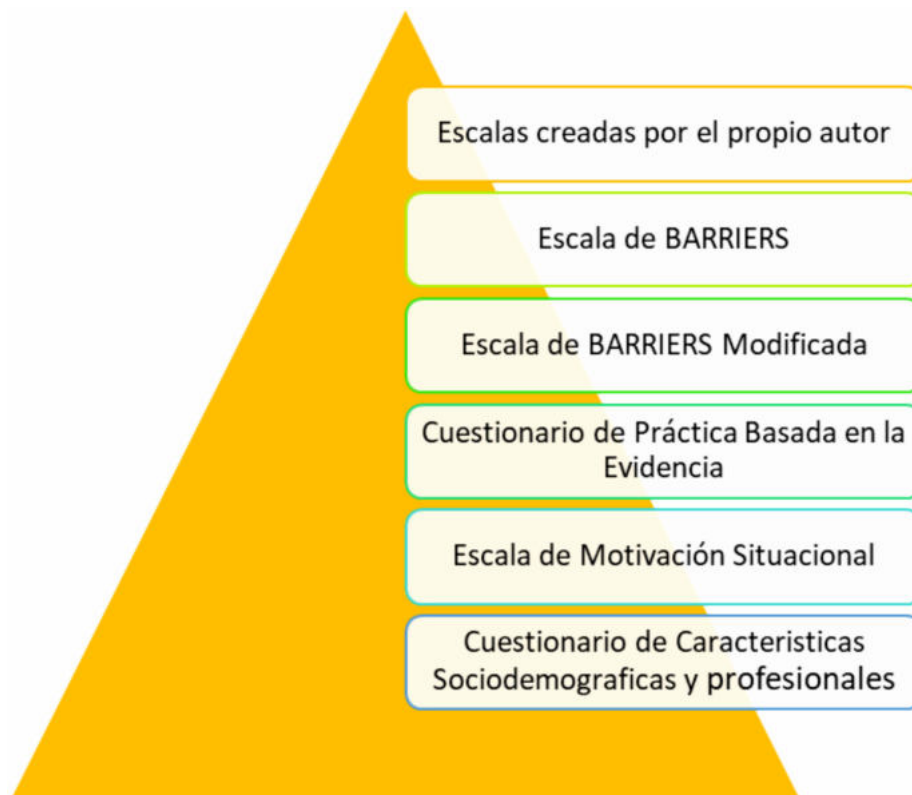 Escalas creadas por el propio autor
Escala de BARRIERS
Escala de BARRIERS Modificada
Cuestionario de Práctica Basada en la
Evidencia
Escala de Motivación Situacional
Cuestionario de Caracteristicas
Sociodemograficas y profesionales